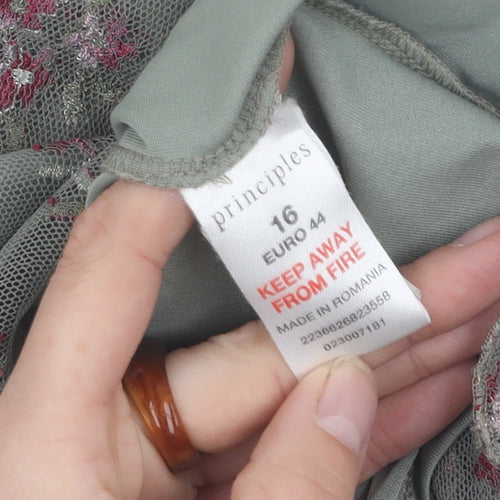 principles
16
EURO 44
KEEP AWAY
FROM FIRE
MADE IN ROMANIA
2236626823558
023007181